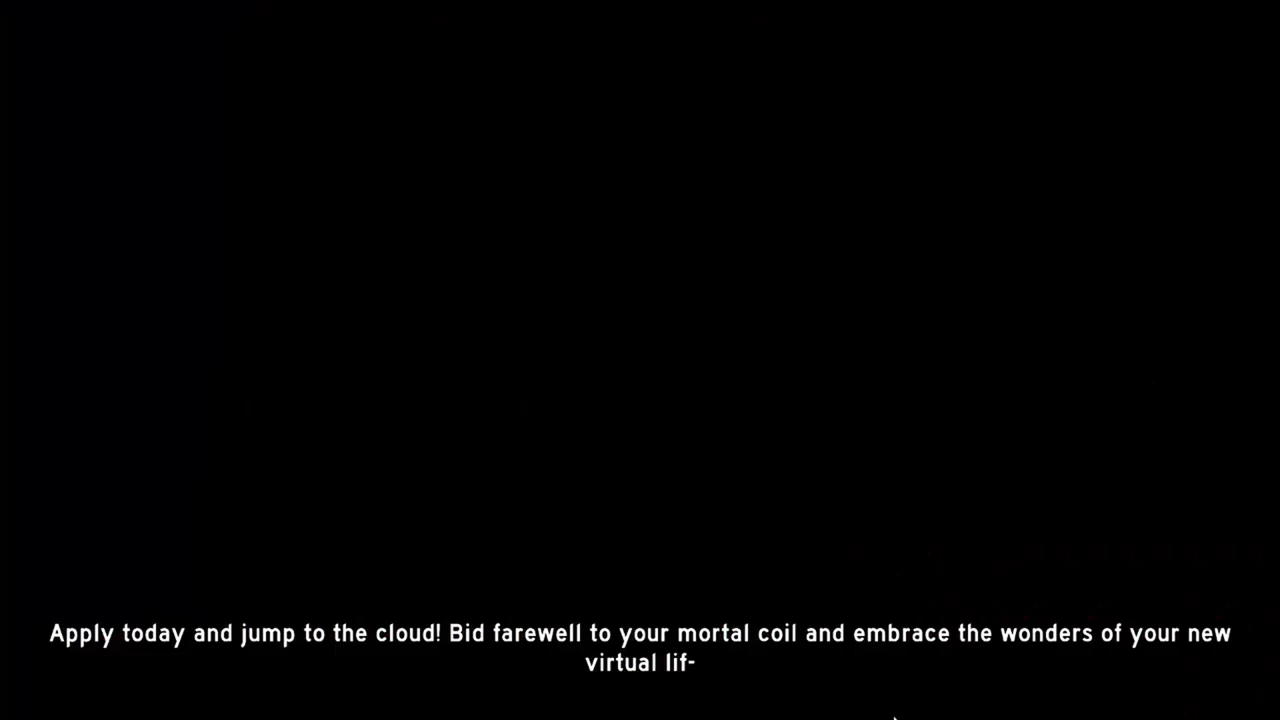 Apply today and jump to the cloud! Bid farewell to your mortal coil and embrace the wonders of your new
virtual lif-